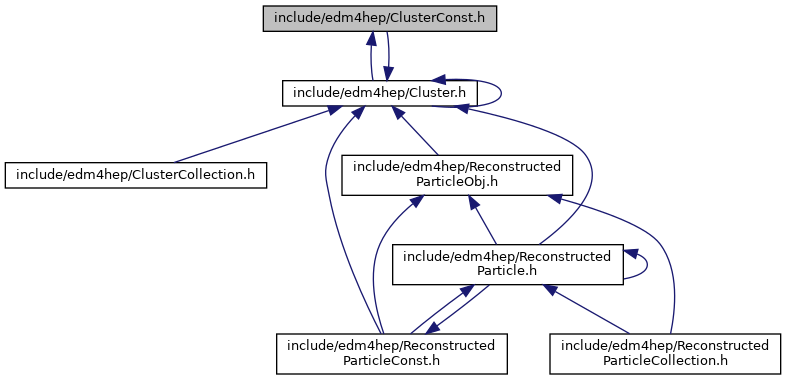 include/edm4hep/ClusterConst.h
include/edm4hep/Cluster.h
include/edm4hep/ClusterCollection.h
include/edm4hep/Reconstructed
ParticleObj.h
include/edm4hep/Reconstructed
Particle.h
include/edm4hep/Reconstructed
ParticleConst.h
include/edm4hep/Reconstructed
ParticleCollection.h